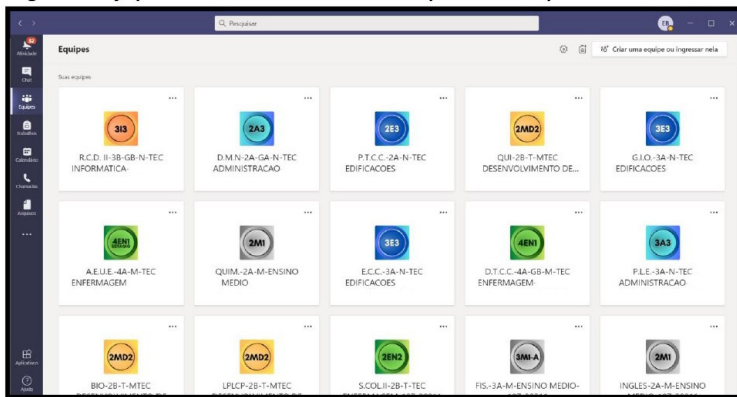 Pesquisar
EB
52
Atividade
Chat
Equipes
Trabalhos
Calendário
Chamadas
Arquivos
Aplicativos
Ajuda
Equipes
Criar uma equipe ou ingressar nela
Suas equipes
3I3
R.C.D. II-3B-GB-N-TEC
INFORMATICA-
2A3
D.M.N-2A-GA-N-TEC
ADMINISTRACAO
2E3
P.T.C.C.-2A-N-TEC
EDIFICACOES
2MD2
QUI-2B-T-MTEC
DESENVOLVIMENTO DE...
3E3
G.I.O.-3A-N-TEC
EDIFICACOES
4EN1
A.E.U.E.-4A-M-TEC
ENFERMAGEM
2M1
QUIM.-2A-M-ENSINO
MEDIO
3E3
E.C.C.-3A-N-TEC
EDIFICACOES
4EN1
D.T.C.C.-4A-GB-M-TEC
ENFERMAGEM
3A3
P.L.E.-3A-N-TEC
ADMINISTRACAO
2MD2
BIO-2B-T-MTEC
2MD2
LPLCP-2B-T-MTEC
2EN2
S.COL.II-2B-T-TEC
3MI-A
FIS.-3A-M-ENSINO MEDIO-
2M1
INGLES-2A-M-ENSINO